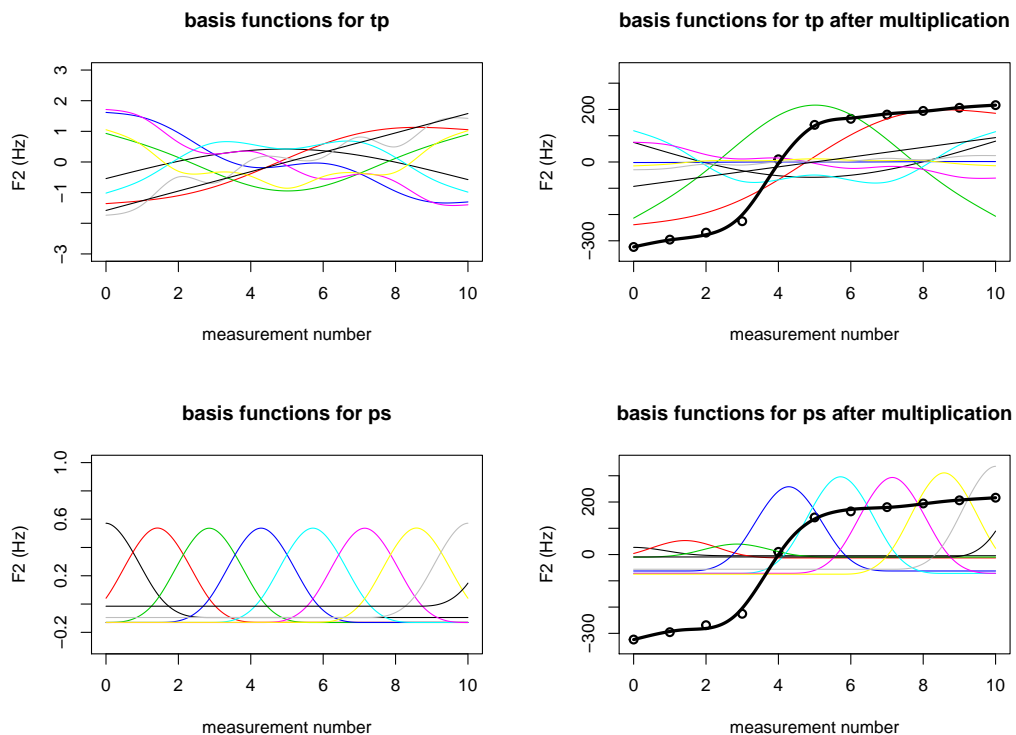 basis functions for tp
F2 (Hz)
3
2
1
0
−1
−3
0 2 4 6 8 10
measurement number
basis functions for tp after multiplication
F2 (Hz)
200
0
−300
0 2 4 6 8 10
measurement number
basis functions for ps
F2 (Hz)
1.0
0.6
0.2
−0.2
0 2 4 6 8 10
measurement number
basis functions for ps after multiplication
F2 (Hz)
200
0
−300
0 2 4 6 8 10
measurement number